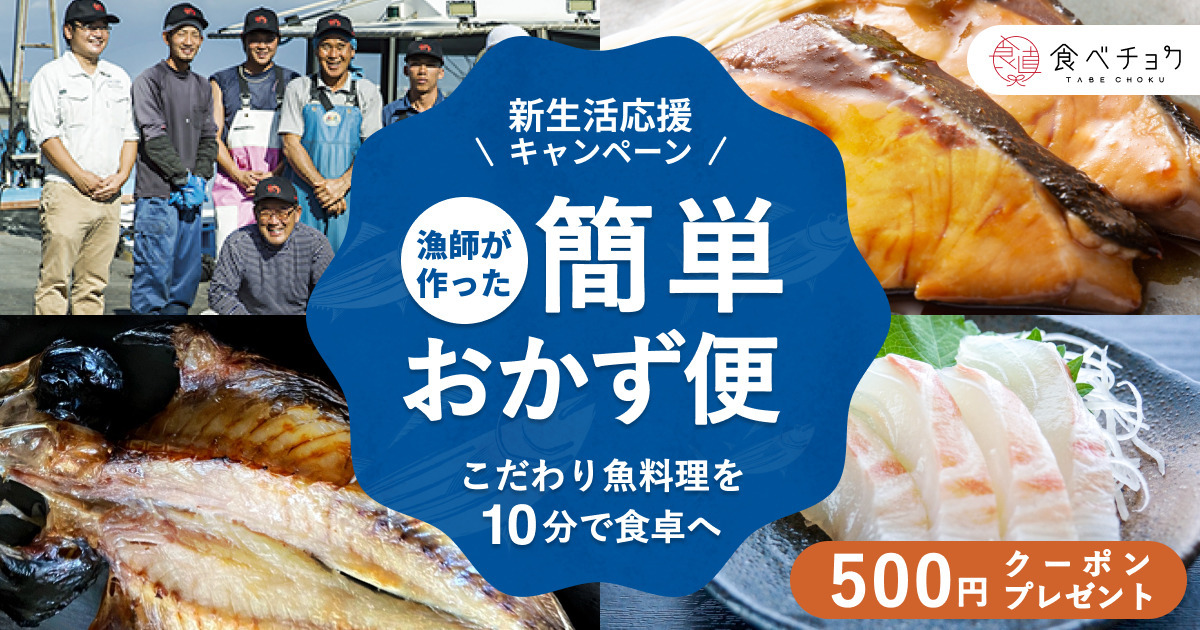 食直
食べチョク
TABE CHOKU
新生活応援
キャンペーン
漁師が
作った
簡単
おかず便
こだわり魚料理を
10分で食卓へ
500円
クーポン
プレゼント